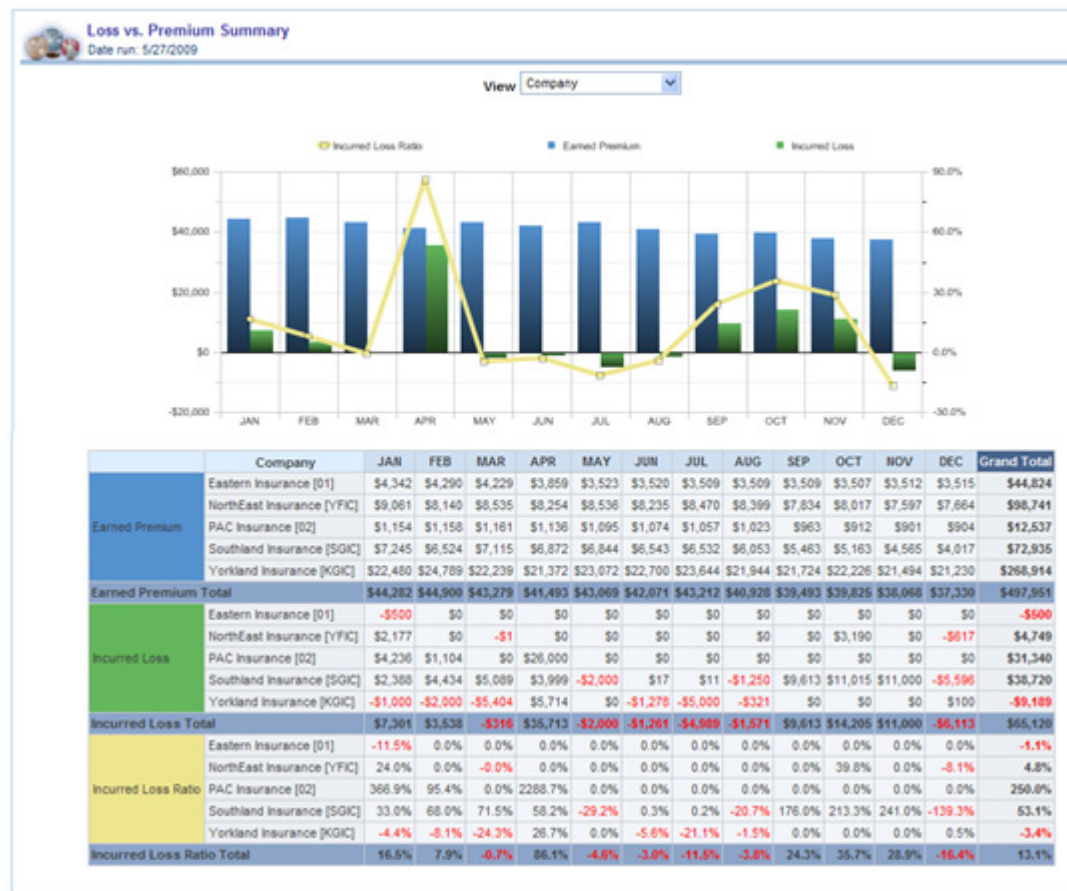 Loss vs. Premium Summary
Date run: 5/27/2009
View Company
Incurred Loss Ratio Earned Premium Incurred Loss
$60,000 90.0%
$40,000 60.0%
$20,000 30.0%
$0 0.0%
-$20,000 -30.0%
JAN FEB MAR APR MAY JUN JUL AUG SEP OCT NOV DEC
Company JAN FEB MAR APR MAY JUN JUL AUG SEP OCT NOV DEC Grand Total
Eastern Insurance [01] $4,342 $4,290 $4,229 $3,859 $3,523 $3,520 $3,509 $3,509 $3,509 $3,507 $3,512 $3,515 $44,824
NorthEast Insurance [YFIC] $9,061 $8,140 $8,535 $8,254 $8,536 $8,235 $8,470 $8,399 $7,834 $8,017 $7,597 $7,664 $98,741
Earned Premium PAC Insurance [02] $1,154 $1,158 $1,161 $1,136 $1,095 $1,074 $1,057 $1,023 $963 $912 $901 $904 $12,537
Southland Insurance [SGIC] $7,245 $6,524 $7,115 $6,872 $6,844 $6,543 $6,532 $6,053 $5,463 $5,163 $4,565 $4,017 $72,935
Yorkland Insurance [KGIC] $22,480 $24,789 $22,239 $21,372 $23,072 $22,700 $23,644 $21,944 $21,724 $22,226 $21,494 $21,230 $268,914
Earned Premium Total $44,282 $44,900 $43,279 $41,493 $43,069 $42,071 $43,212 $40,928 $39,493 $39,825 $38,068 $37,330 $497,951
Eastern Insurance [01] -$500 $0 $0 $0 $0 $0 $0 $0 $0 $0 $0 $0 -$500
NorthEast Insurance [YFIC] $2,177 $0 -$1 $0 $0 $0 $0 $0 $0 $3,190 $0 -$617 $4,749
Incurred Loss PAC Insurance [02] $4,236 $1,104 $0 $26,000 $0 $0 $0 $0 $0 $0 $0 $0 $31,340
Southland Insurance [SGIC] $2,388 $4,434 $5,089 $3,999 -$2,000 $17 $11 -$1,250 $9,613 $11,015 $11,000 -$5,596 $38,720
Yorkland Insurance [KGIC] -$1,000 -$2,000 -$5,404 $5,714 $0 -$1,278 -$5,000 -$321 $0 $0 $0 $100 -$9,189
Incurred Loss Total $7,301 $3,538 -$316 $35,713 -$2,000 -$1,261 -$4,989 -$1,571 $9,613 $14,205 $11,000 -$6,113 $65,120
Eastern Insurance [01] -11.5% 0.0% 0.0% 0.0% 0.0% 0.0% 0.0% 0.0% 0.0% 0.0% 0.0% 0.0% -1.1%
NorthEast Insurance [YFIC] 24.0% 0.0% -0.0% 0.0% 0.0% 0.0% 0.0% 0.0% 0.0% 39.8% 0.0% -8.1% 4.8%
Incurred Loss Ratio PAC Insurance [02] 366.9% 95.4% 0.0% 2288.7% 0.0% 0.0% 0.0% 0.0% 0.0% 0.0% 0.0% 0.0% 250.0%
Southland Insurance [SGIC] 33.0% 68.0% 71.5% 58.2% -29.2% 0.3% 0.2% -20.7% 176.0% 213.3% 241.0% -139.3% 53.1%
Yorkland Insurance [KGIC] -4.4% -8.1% -24.3% 26.7% 0.0% -5.6% -21.1% -1.5% 0.0% 0.0% 0.0% 0.5% -3.4%
Incurred Loss Ratio Total 16.5% 7.9% -0.7% 86.1% -4.6% -3.0% -11.5% -3.8% 24.3% 35.7% 28.9% -16.4% 13.1%